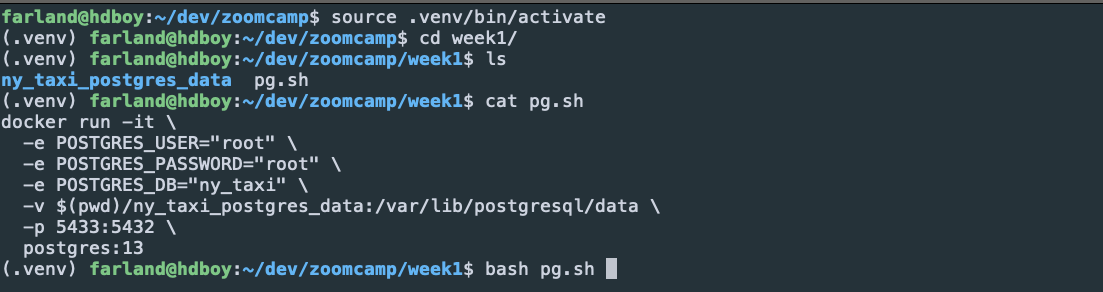 farland@hdboy:~/dev/zoomcamp$ source .venv/bin/activate
(.venv) farland@hdboy:~/dev/zoomcamp$ cd week1/
(.venv) farland@hdboy:~/dev/zoomcamp/week1$ ls
ny_taxi_postgres_data  pg.sh
(.venv) farland@hdboy:~/dev/zoomcamp/week1$ cat pg.sh
docker run -it \
  -e POSTGRES_USER="root" \
  -e POSTGRES_PASSWORD="root" \
  -e POSTGRES_DB="ny_taxi" \
  -v $(pwd)/ny_taxi_postgres_data:/var/lib/postgresql/data \
  -p 5433:5432 \
  postgres:13
(.venv) farland@hdboy:~/dev/zoomcamp/week1$ bash pg.sh